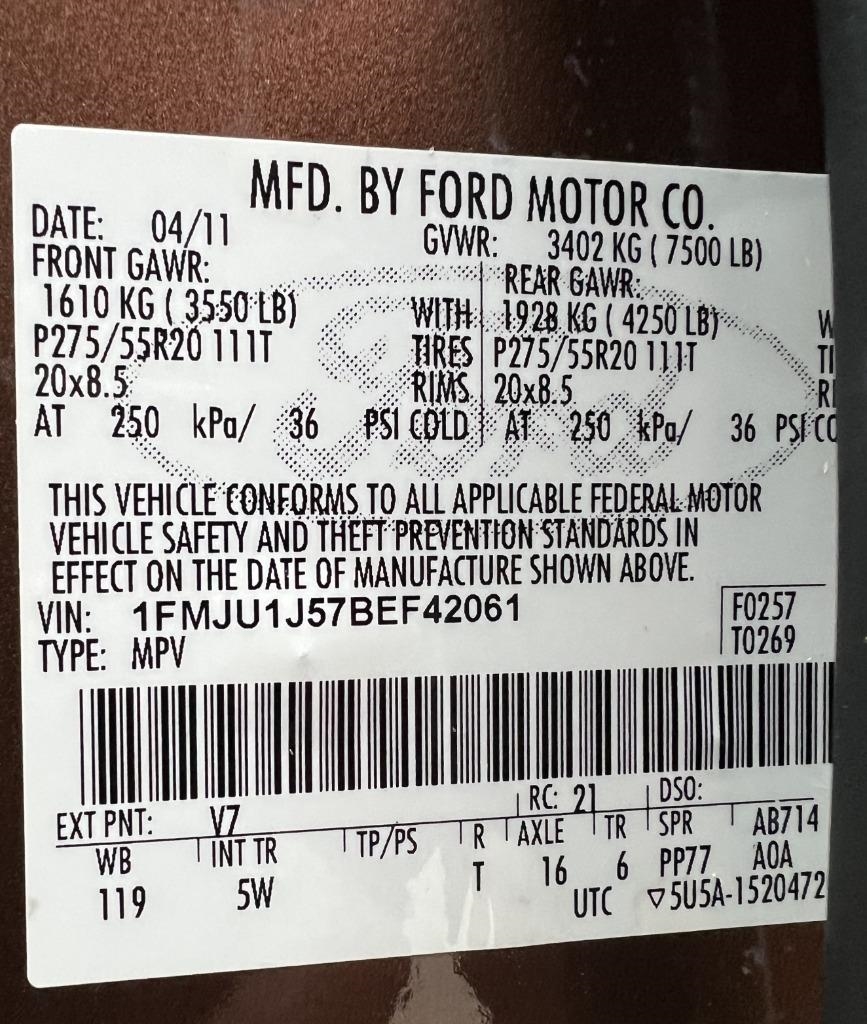 MFD. BY FORD MOTOR CO.
DATE: 04/11 GVWR: 3402 KG ( 7500 LB)
FRONT GAWR: REAR GAWR:
1610 KG ( 3550 LB) WITH 1928 KG ( 4250 LB) W
P275/55R20 111T TIRES P275/55R20 111T TI
20x8.5 RIMS 20x8.5 RI
AT 250 kPa/ 36 PSI COLD AT 250 kPa/ 36 PSI CO
Ford
THIS VEHICLE CONFORMS TO ALL APPLICABLE FEDERAL MOTOR
VEHICLE SAFETY AND THEFT PREVENTION STANDARDS IN
EFFECT ON THE DATE OF MANUFACTURE SHOWN ABOVE.
VIN: 1FMJU1J57BEF42061 F0257
TYPE: MPV T0269
EXT PNT: V7 RC: 21 DSO:
WB INT TR TP/PS R AXLE TR SPR AB714
119 5W T 16 6 PP77 A0A
UTC ▽5U5A-1520472